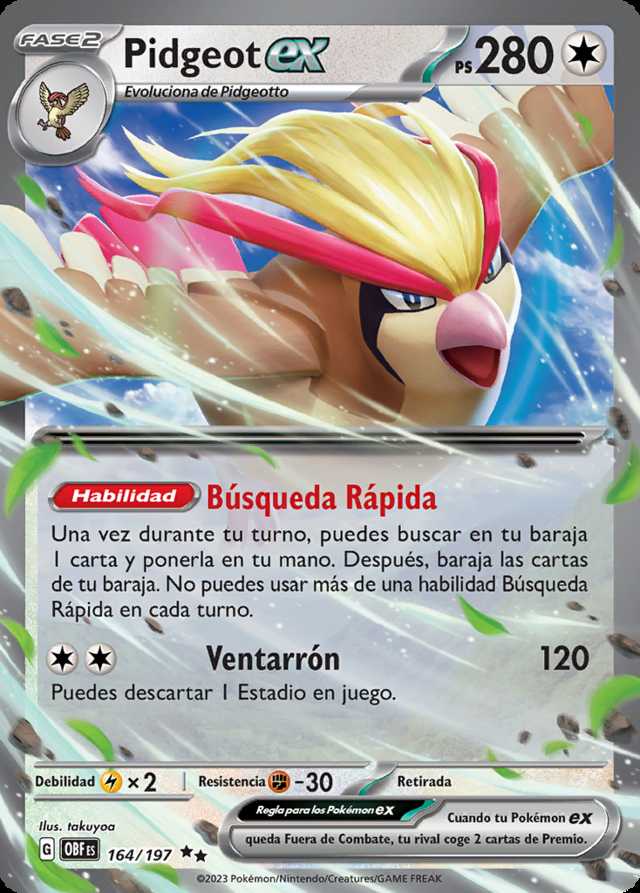 FASE 2
Pidgeot ex
PS 280
Evoluciona de Pidgeotto
Habilidad Búsqueda Rápida
Una vez durante tu turno, puedes buscar en tu baraja
1 carta y ponerla en tu mano. Después, baraja las cartas
de tu baraja. No puedes usar más de una habilidad Búsqueda
Rápida en cada turno.
Ventarrón 120
Puedes descartar 1 Estadio en juego.
Debilidad ×2 Resistencia -30 Retirada
Regla para los Pokémon ex Cuando tu Pokémon ex
queda Fuera de Combate, tu rival coge 2 cartas de Premio.
Ilus. takuyoa
G OBF ES 164/197
©2023 Pokémon/Nintendo/Creatures/GAME FREAK